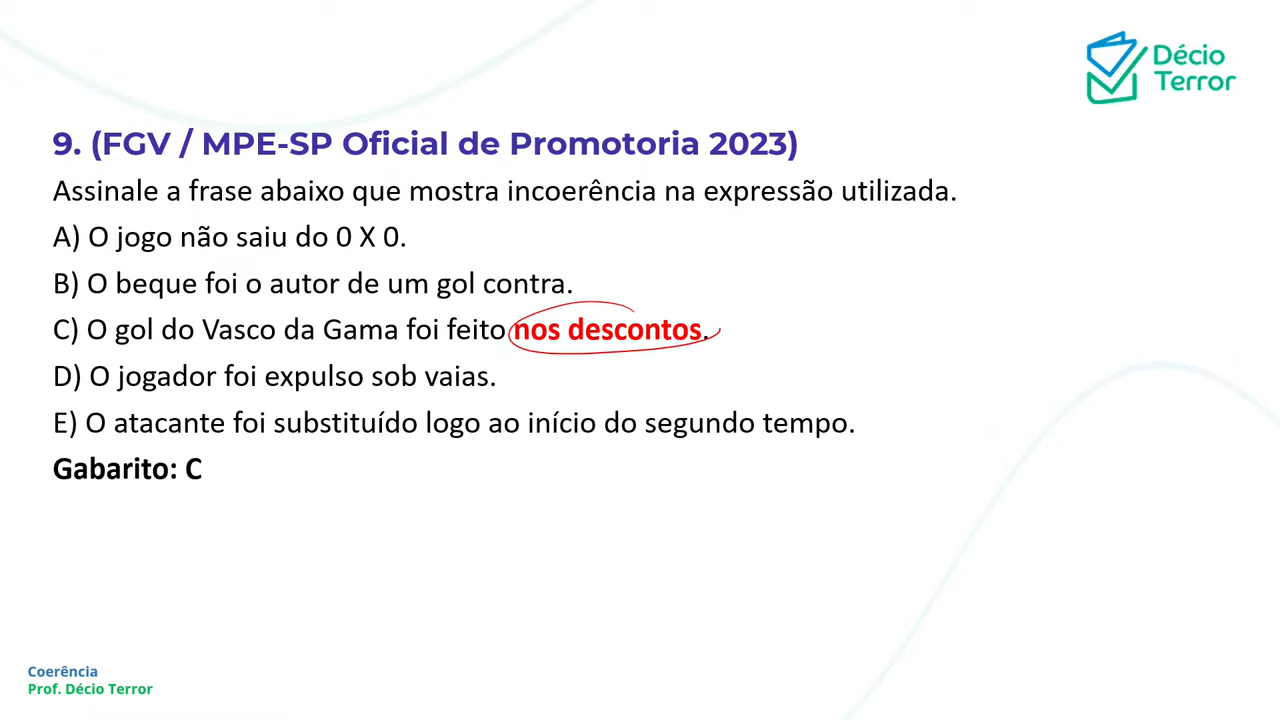 Décio
Terror
9. (FGV / MPE-SP Oficial de Promotoria 2023)
Assinale a frase abaixo que mostra incoerência na expressão utilizada.
A) O jogo não saiu do 0 X 0.
B) O beque foi o autor de um gol contra.
C) O gol do Vasco da Gama foi feito nos descontos.
D) O jogador foi expulso sob vaias.
E) O atacante foi substituído logo ao início do segundo tempo.
Gabarito: C
Coerência
Prof. Décio Terror